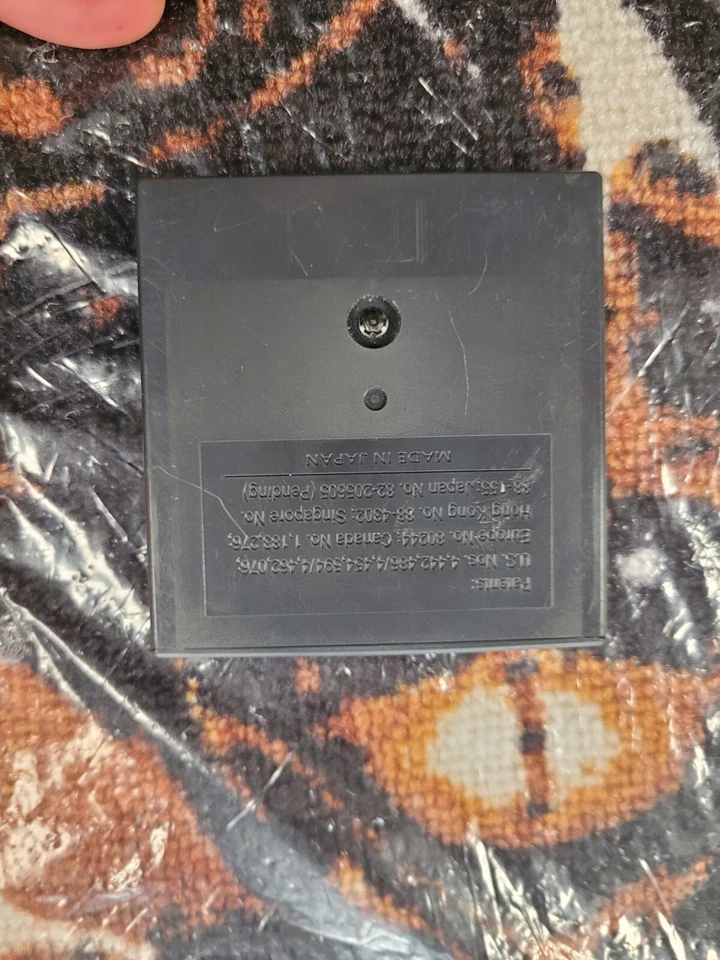 Patents:
U.S. Nos. 4,442,486/4,454,594/4,462,076;
Europe No. 80244; Canada No. 1,183,276;
Hong Kong No. 88-4302; Singapore No.
88-155; Japan No. 82-205605 (Pending)
MADE IN JAPAN